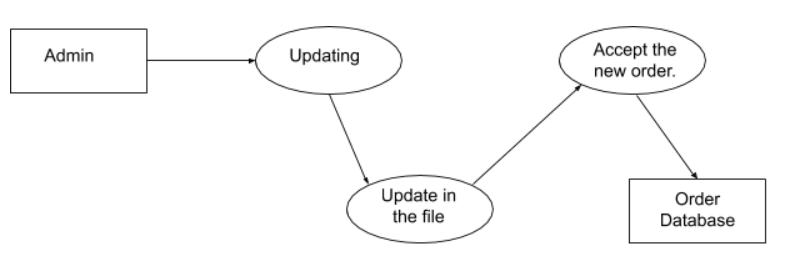 Admin
Updating
Update in
the file
Accept the
new order.
Order
Database